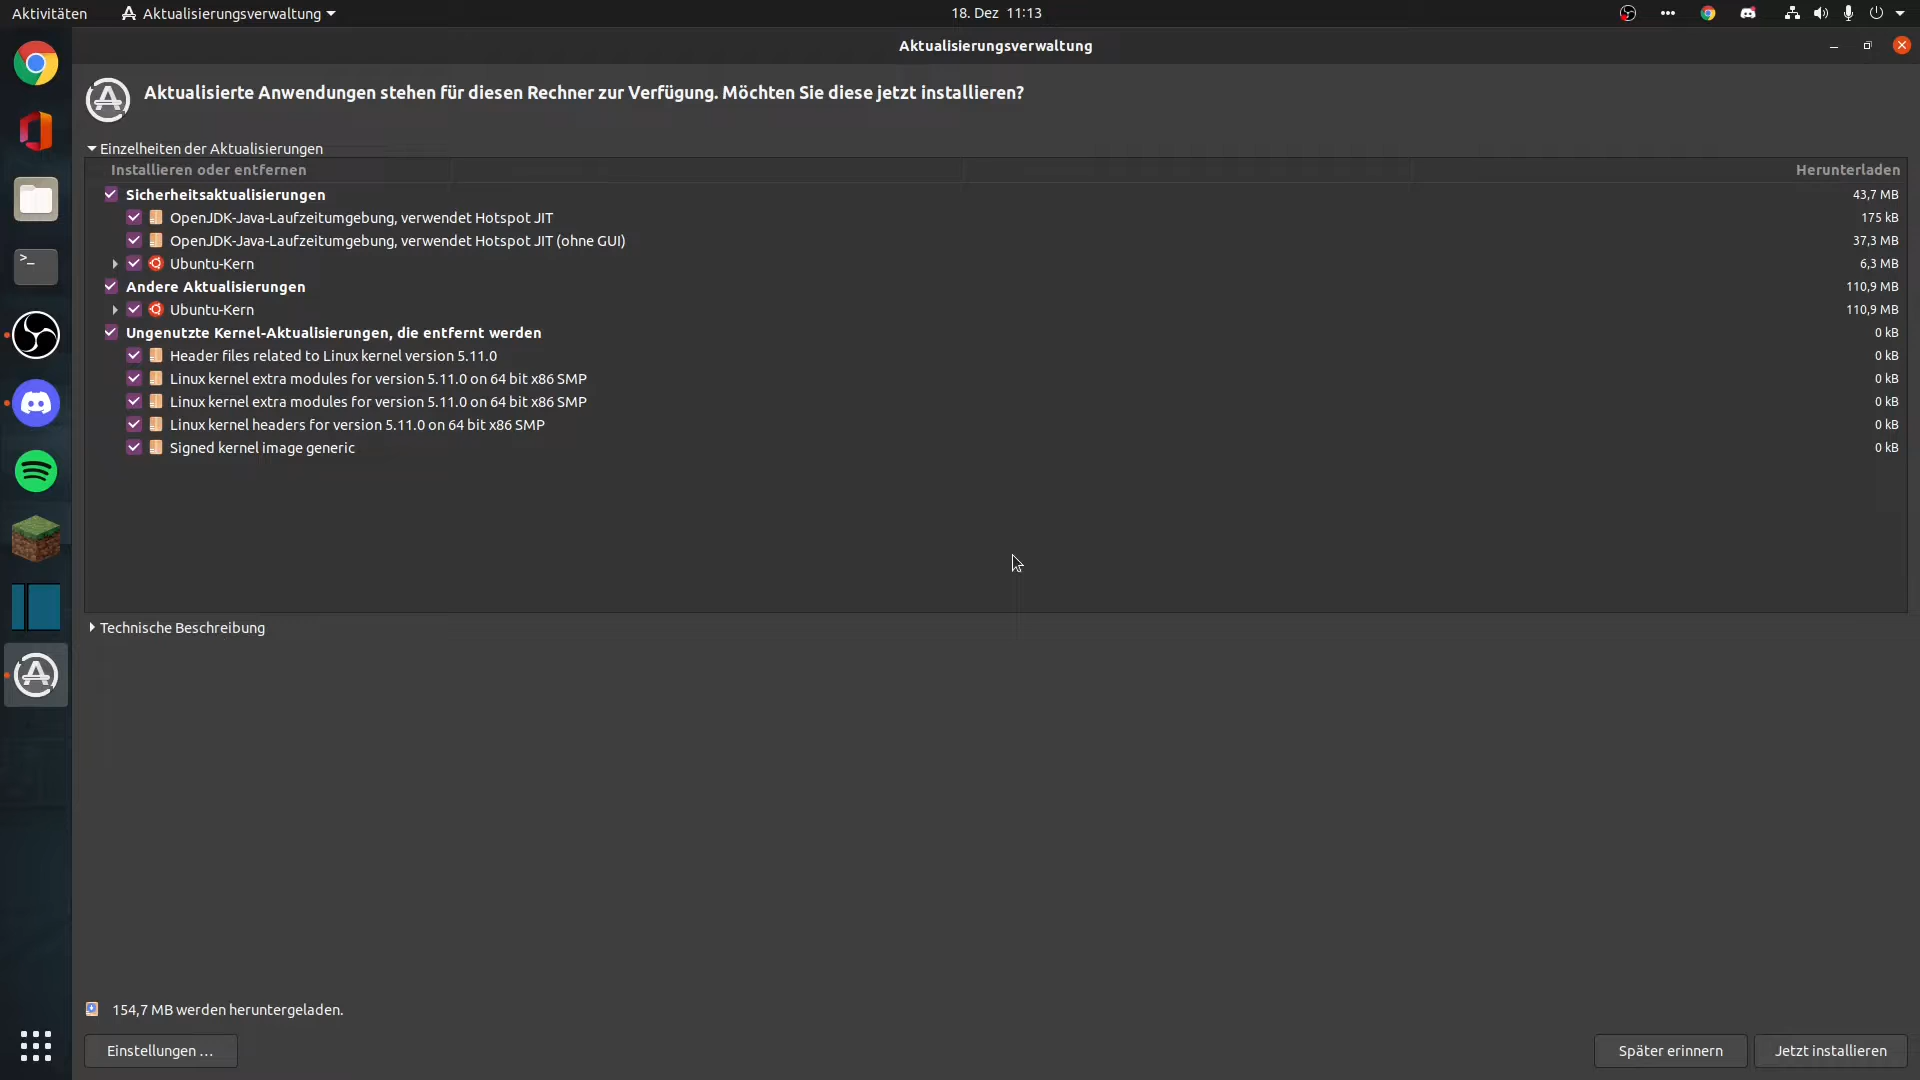 Aktivitäten
Aktualisierungsverwaltung
18. Dez 11:13
Aktualisierungsverwaltung
Aktualisierte Anwendungen stehen für diesen Rechner zur Verfügung. Möchten Sie diese jetzt installieren?
Einzelheiten der Aktualisierungen
Installieren oder entfernen Herunterladen
Sicherheitsaktualisierungen 43,7 MB
OpenJDK-Java-Laufzeitumgebung, verwendet Hotspot JIT 175 kB
OpenJDK-Java-Laufzeitumgebung, verwendet Hotspot JIT (ohne GUI) 37,3 MB
Ubuntu-Kern 6,3 MB
Andere Aktualisierungen 110,9 MB
Ubuntu-Kern 110,9 MB
Ungenutzte Kernel-Aktualisierungen, die entfernt werden 0 kB
Header files related to Linux kernel version 5.11.0 0 kB
Linux kernel extra modules for version 5.11.0 on 64 bit x86 SMP 0 kB
Linux kernel extra modules for version 5.11.0 on 64 bit x86 SMP 0 kB
Linux kernel headers for version 5.11.0 on 64 bit x86 SMP 0 kB
Signed kernel image generic 0 kB
Technische Beschreibung
154,7 MB werden heruntergeladen.
Einstellungen …
Später erinnern
Jetzt installieren